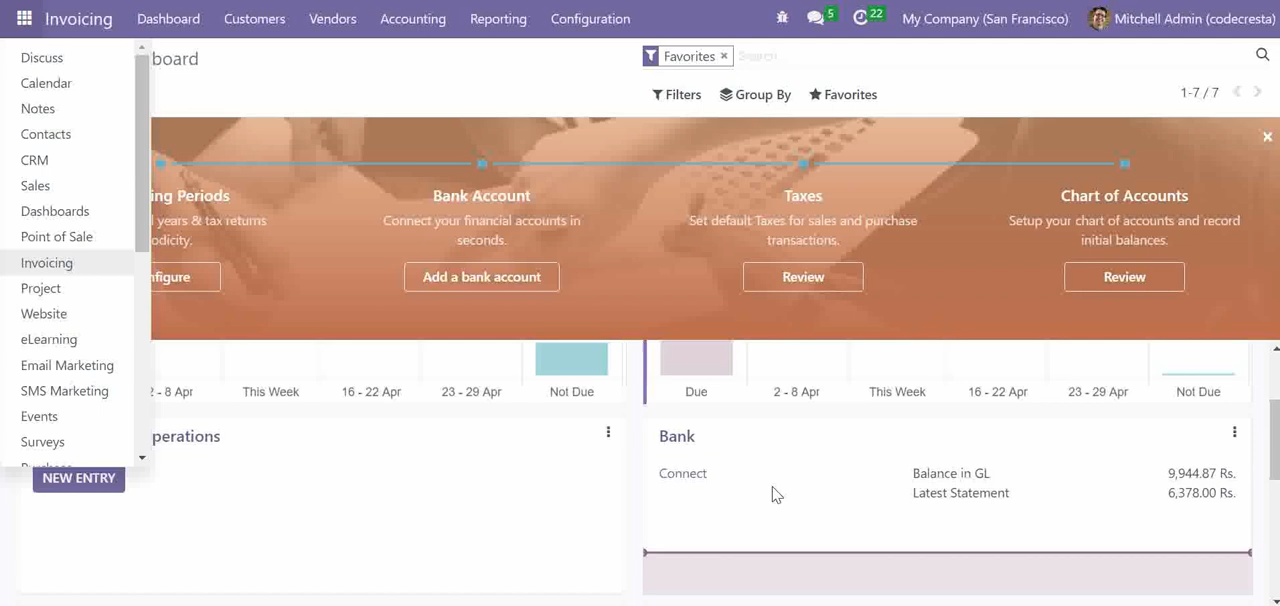 Invoicing Dashboard Customers Vendors Accounting Reporting Configuration 5 22 My Company (San Francisco) Mitchell Admin (codecresta)
Discuss
Calendar
Notes
Contacts
CRM
Sales
Dashboards
Point of Sale
Invoicing
Project
Website
eLearning
Email Marketing
SMS Marketing
Events
Surveys
board
Favorites × Search...
Filters Group By Favorites
1-7 / 7
ing Periods
l years & tax returns
odicity.
nfigure
Bank Account
Connect your financial accounts in
seconds.
Add a bank account
Taxes
Set default Taxes for sales and purchase
transactions.
Review
Chart of Accounts
Setup your chart of accounts and record
initial balances.
Review
2 - 8 Apr This Week 16 - 22 Apr 23 - 29 Apr Not Due
Due 2 - 8 Apr This Week 16 - 22 Apr 23 - 29 Apr Not Due
perations
NEW ENTRY
Bank
Connect
Balance in GL 9,944.87 Rs.
Latest Statement 6,378.00 Rs.